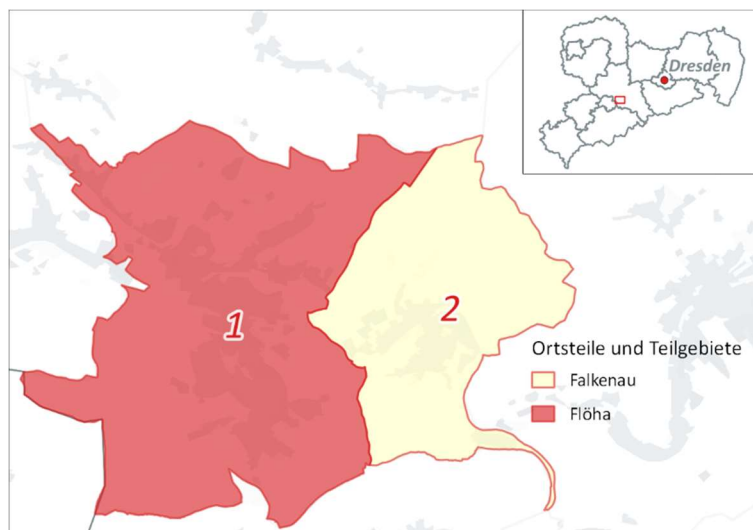 Dresden
1
2
Ortsteile und Teilgebiete
Falkenau
Flöha